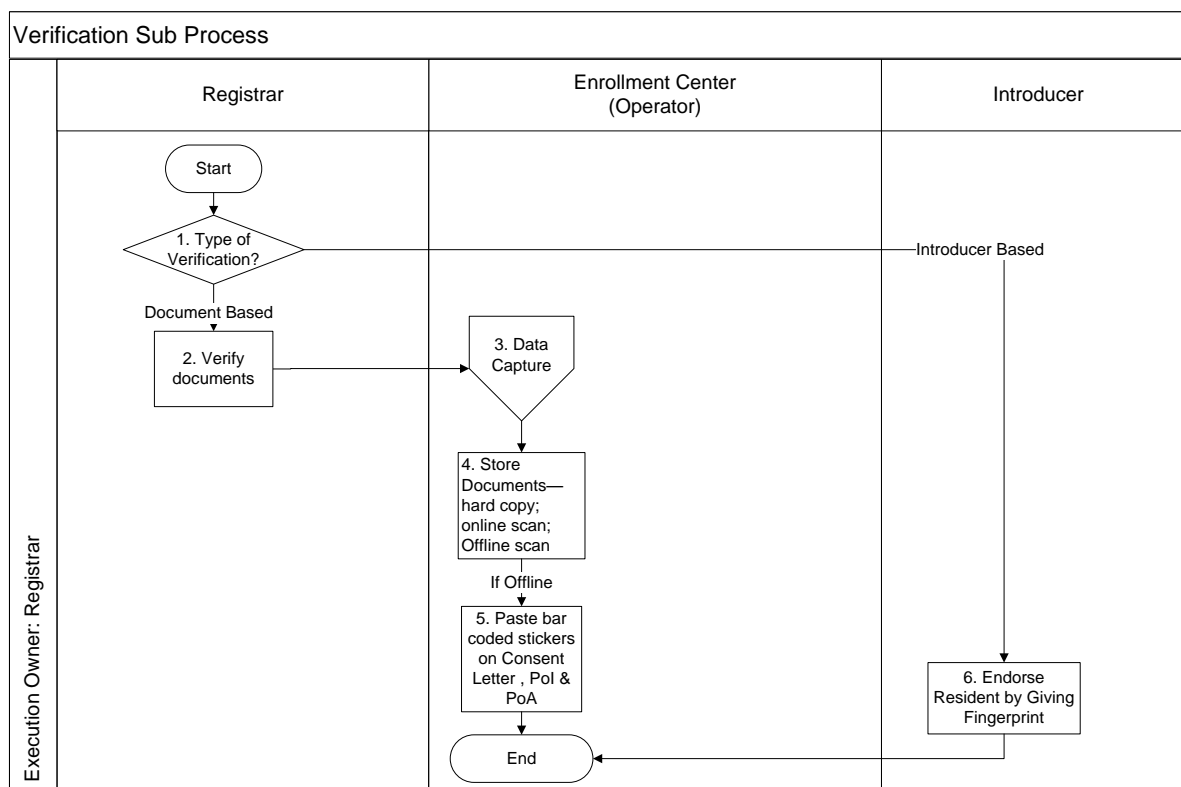 Verification Sub Process
Registrar
Enrollment Center
(Operator)
Introducer
Execution Owner: Registrar
Start
1. Type of
Verification?
Introducer Based
Document Based
2. Verify
documents
3. Data
Capture
4. Store
Documents—
hard copy;
online scan;
Offline scan
If Offline
5. Paste bar
coded stickers
on Consent
Letter , PoI &
PoA
6. Endorse
Resident by Giving
Fingerprint
End